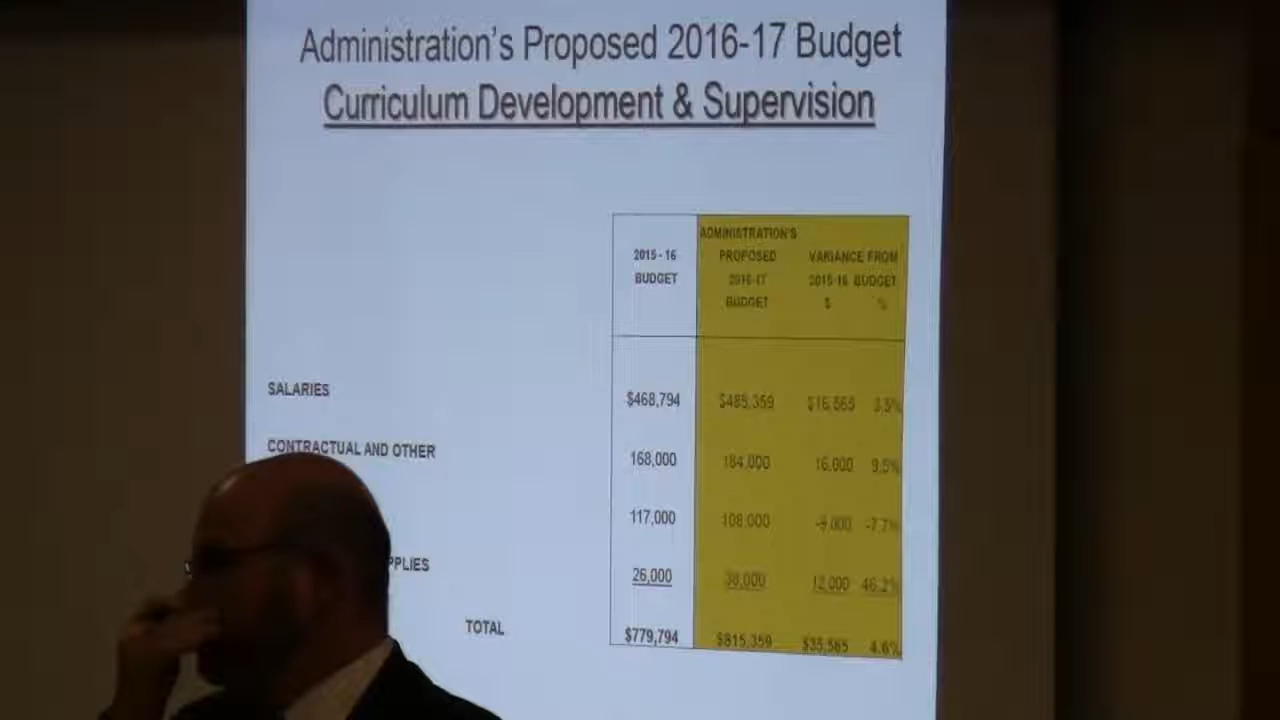 Administration's Proposed 2016-17 Budget
Curriculum Development & Supervision
ADMINISTRATION'S
2015 - 16 PROPOSED VARIANCE FROM
BUDGET 2016-17 2015-16 BUDGET
BUDGET $ %
SALARIES $468,794 $485,359 $16,565 3.5%
CONTRACTUAL AND OTHER 168,000 184,000 16,000 9.5%
117,000 108,000 -9,000 -7.7%
PPLIES 26,000 38,000 12,000 46.2%
TOTAL $779,794 $815,359 $35,565 4.6%